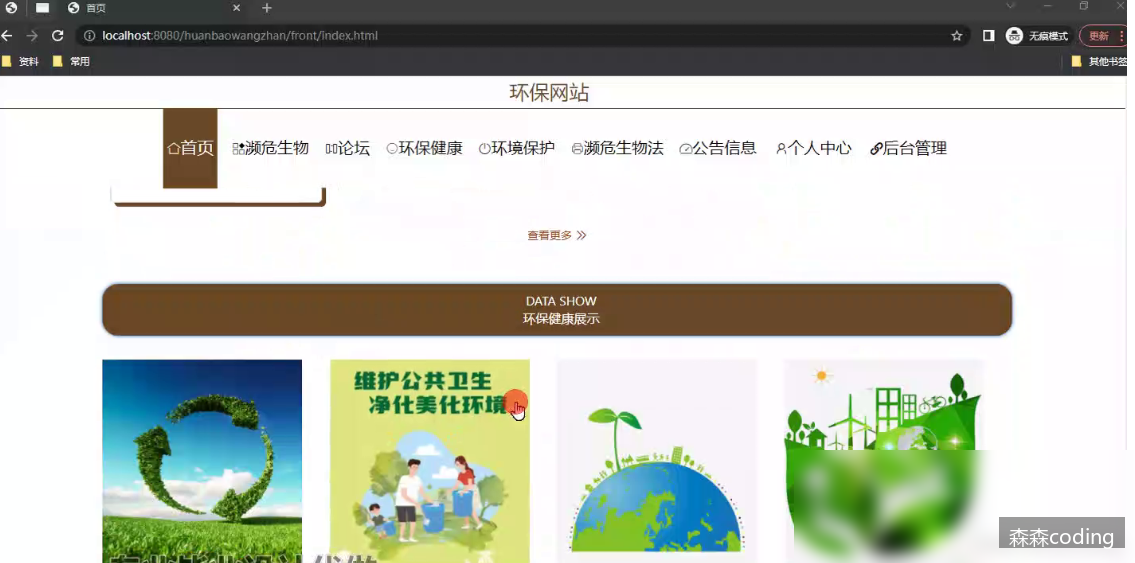 首页
localhost:8080/huanbaowangzhan/front/index.html
无痕模式
更新
资料
常用
其他书签
环保网站
首页 濒危生物 论坛 环保健康 环境保护 濒危生物法 公告信息 个人中心 后台管理
查看更多
DATA SHOW
环保健康展示
维护公共卫生
净化美化环境
森森coding